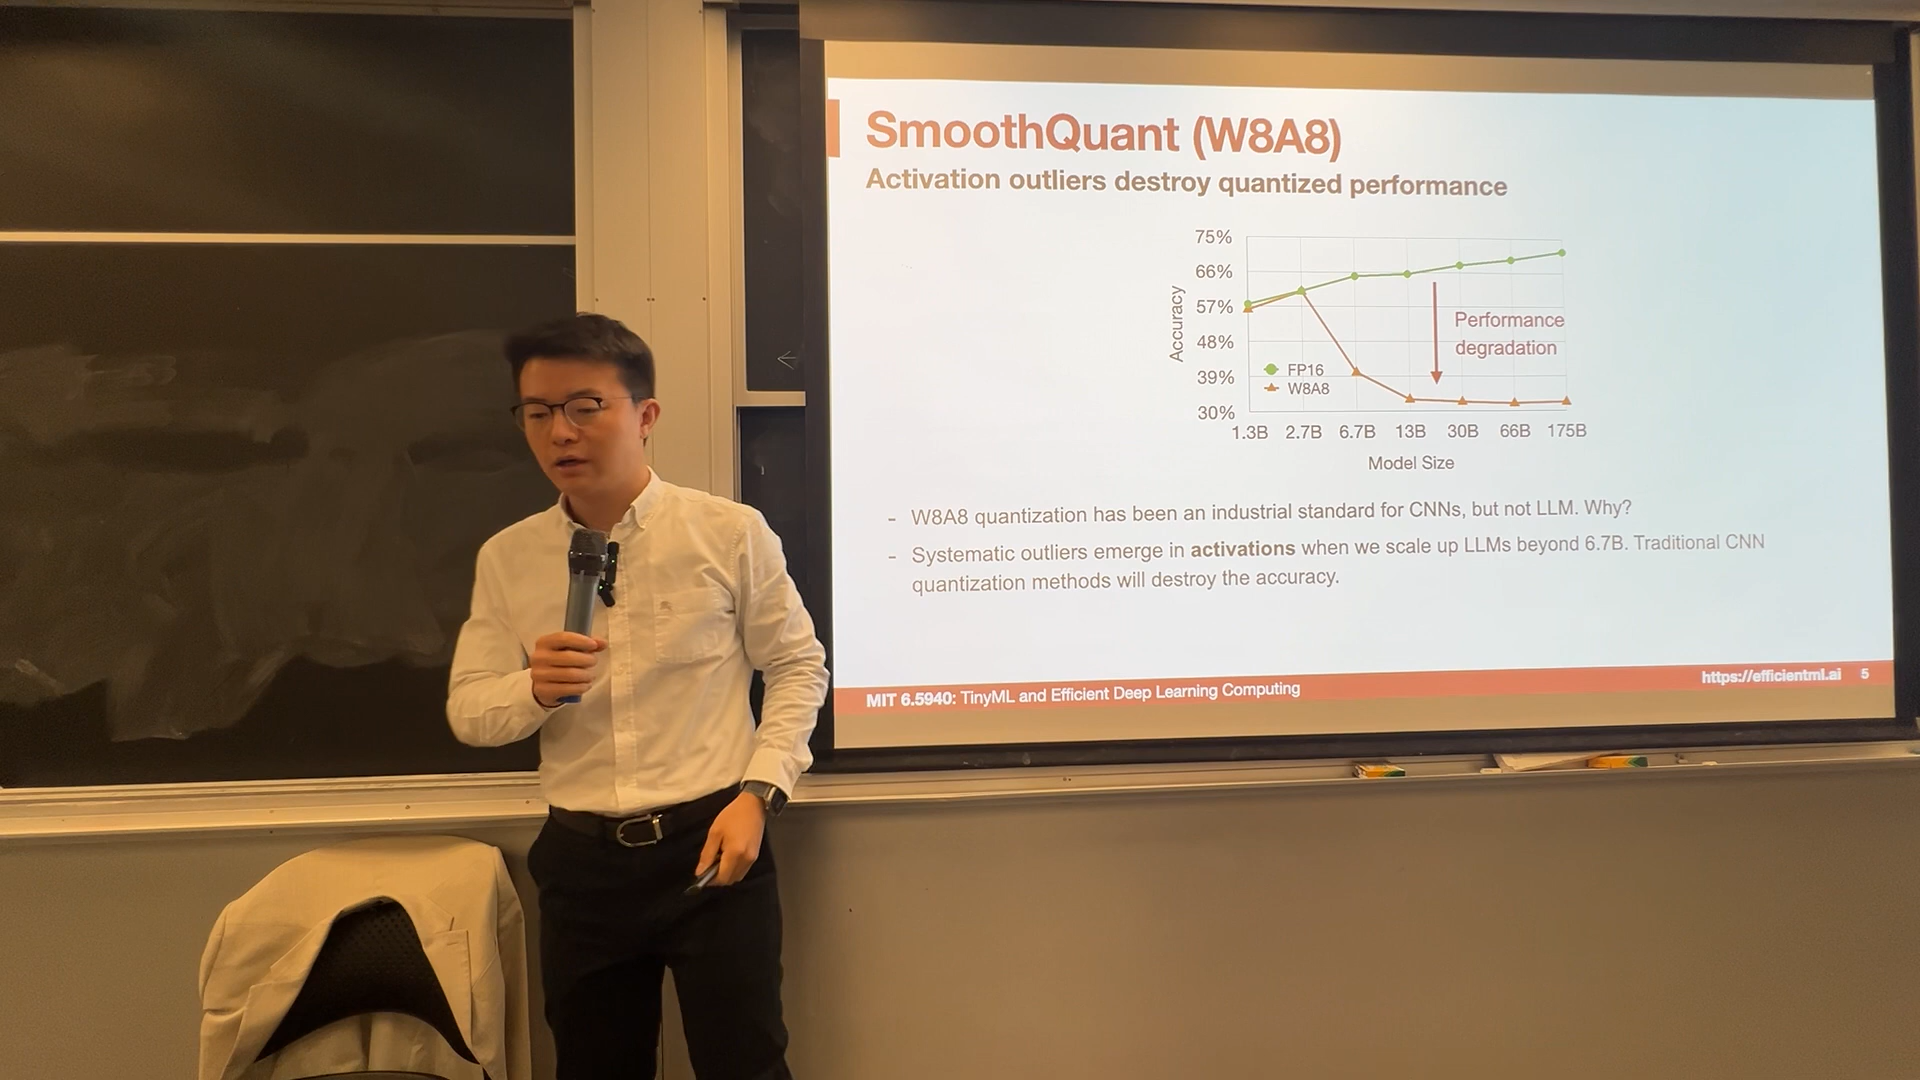 SmoothQuant (W8A8)
Activation outliers destroy quantized performance
75%
66%
57%
48%
39%
30%
Accuracy
FP16
W8A8
Performance
degradation
1.3B 2.7B 6.7B 13B 30B 66B 175B
Model Size
- W8A8 quantization has been an industrial standard for CNNs, but not LLM. Why?
- Systematic outliers emerge in activations when we scale up LLMs beyond 6.7B. Traditional CNN
quantization methods will destroy the accuracy.
MIT 6.5940: TinyML and Efficient Deep Learning Computing
https://efficientml.ai 5